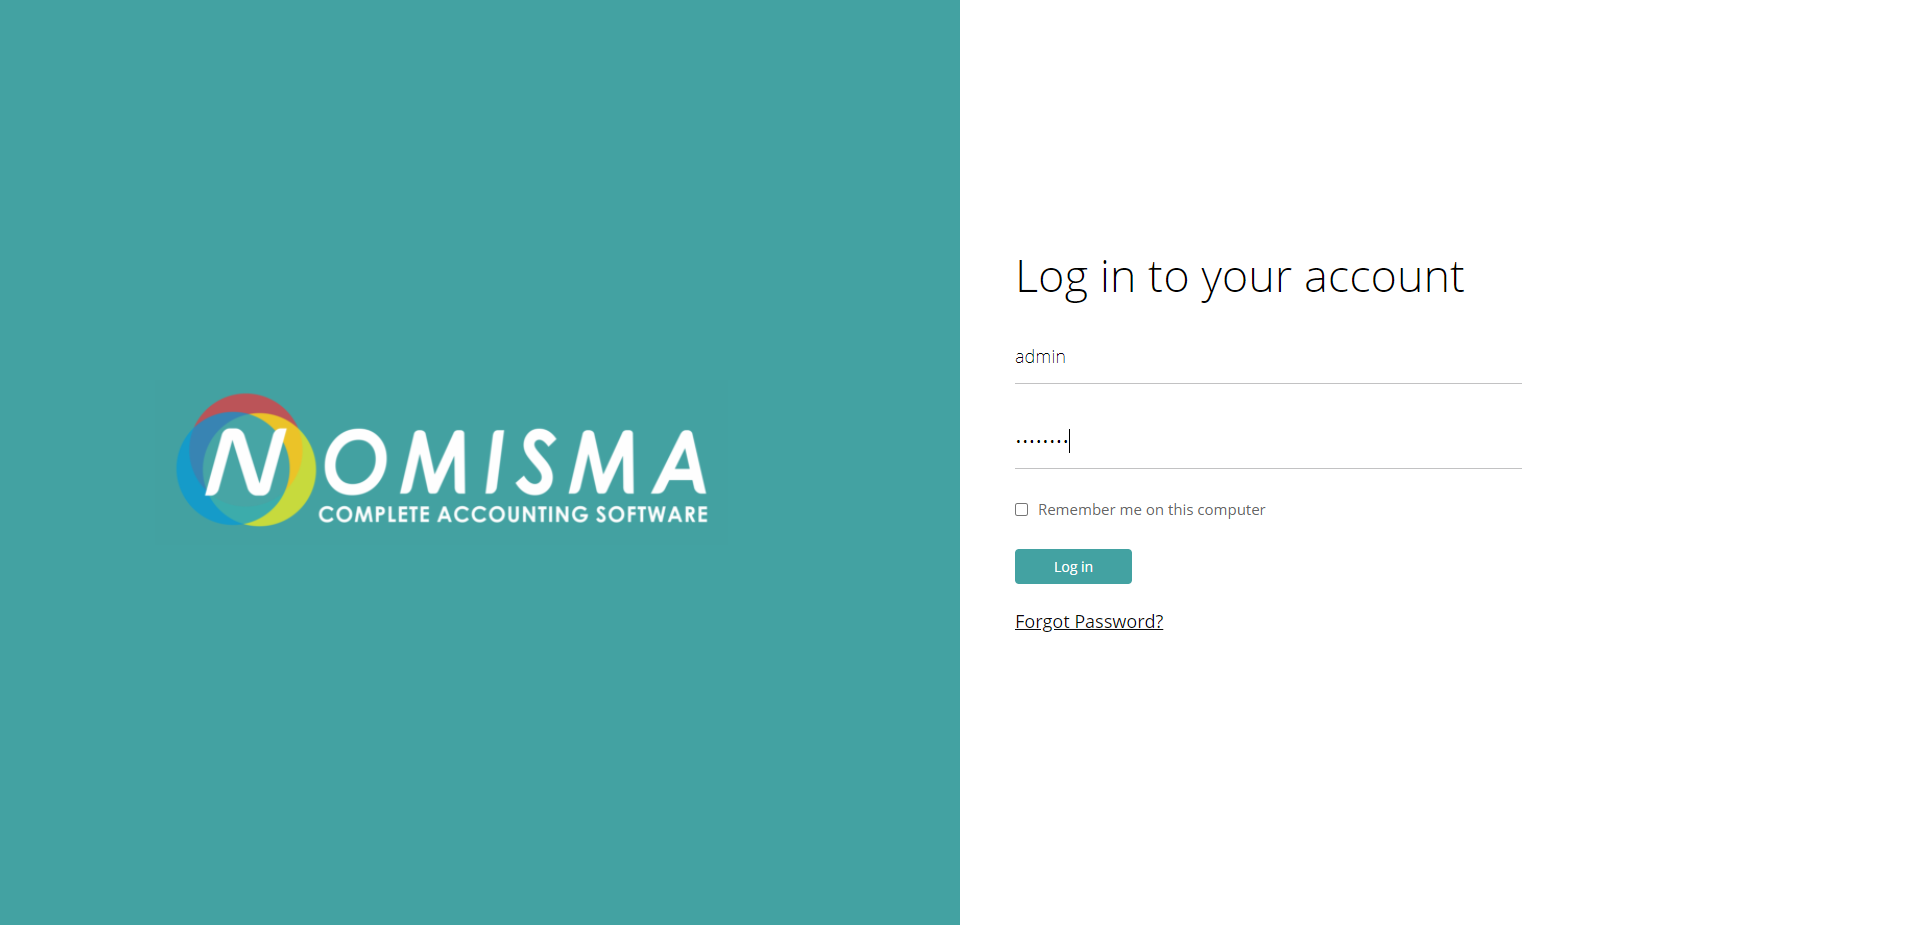 NOMISMA
COMPLETE ACCOUNTING SOFTWARE
Log in to your account
admin
........
Remember me on this computer
Log in
Forgot Password?